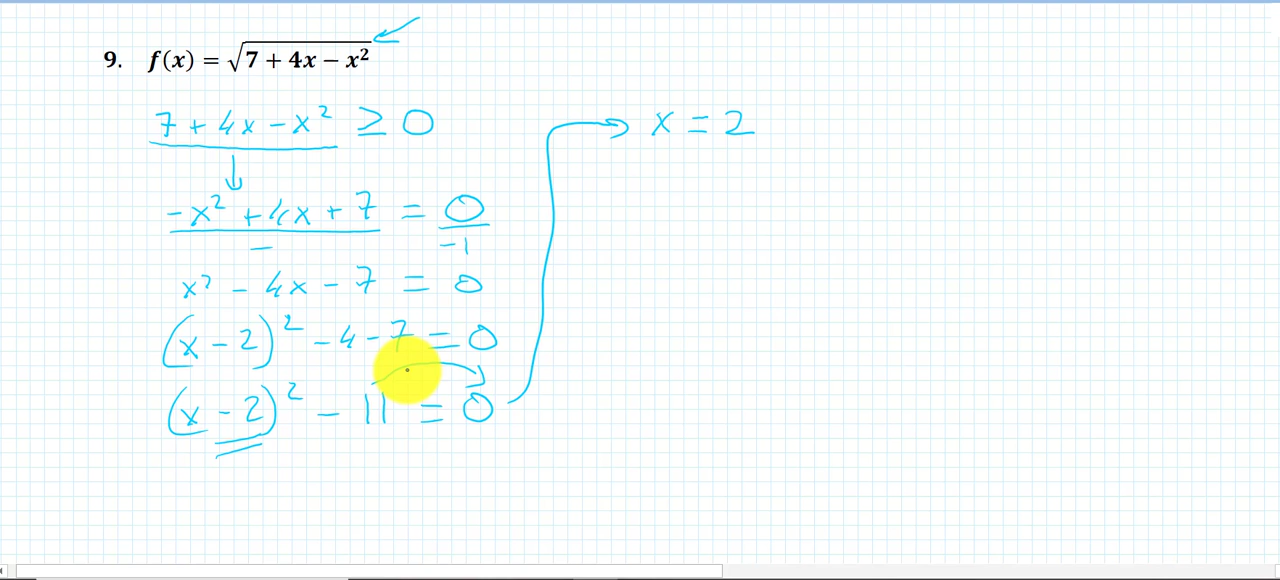 9. f(x) = √(7 + 4x − x²)
7 + 4x − x² ≥ 0
−x² + 4x + 7 = 0
− −1
x² − 4x − 7 = 0
(x − 2)² − 4 − 7 = 0
(x − 2)² − 11 = 0
x = 2